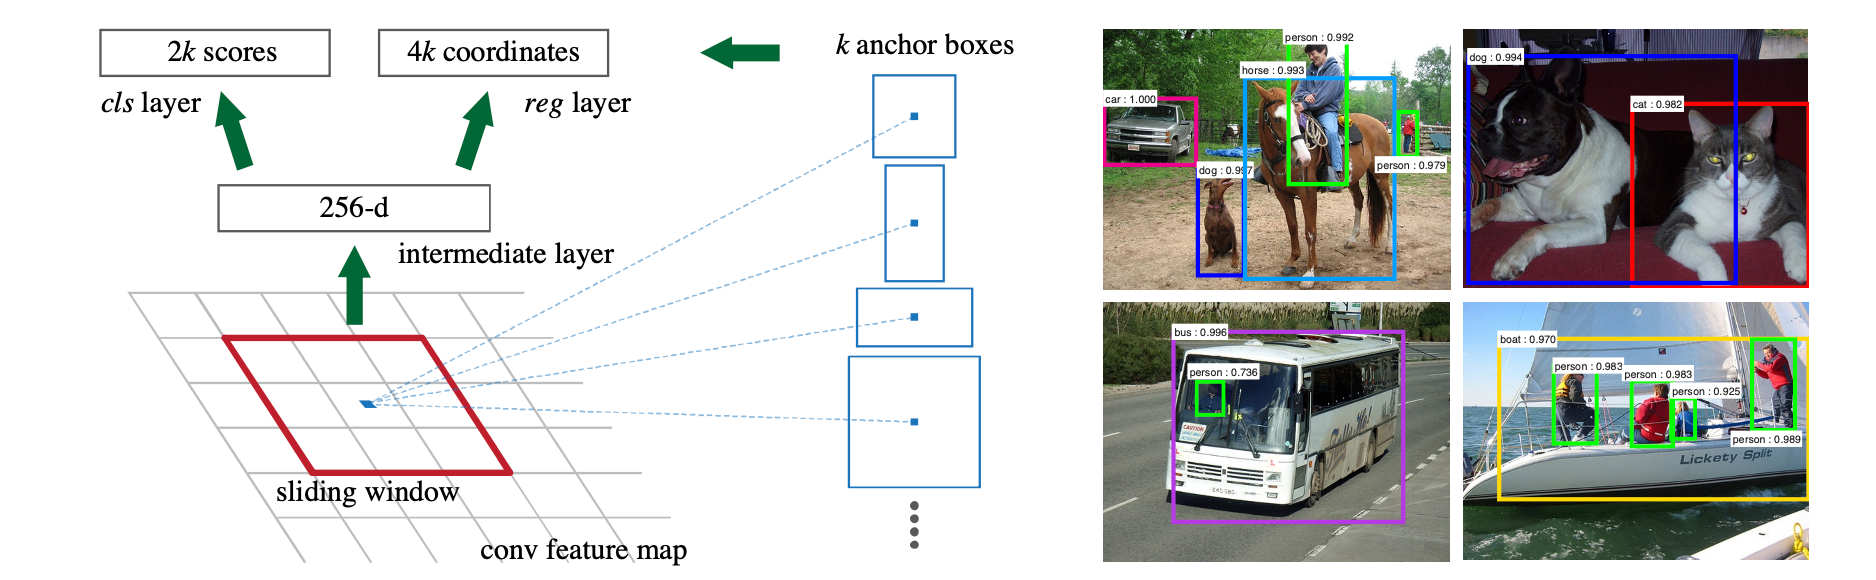 2k scores
4k coordinates
k anchor boxes
cls layer
reg layer
256-d
intermediate layer
sliding window
conv feature map
person : 0.992
horse : 0.993
car : 1.000
dog : 0.997
person : 0.979
dog : 0.994
cat : 0.982
bus : 0.996
person : 0.736
CAUTION
boat : 0.970
person : 0.983
person : 0.983
person : 0.925
person : 0.989
Lickety Split